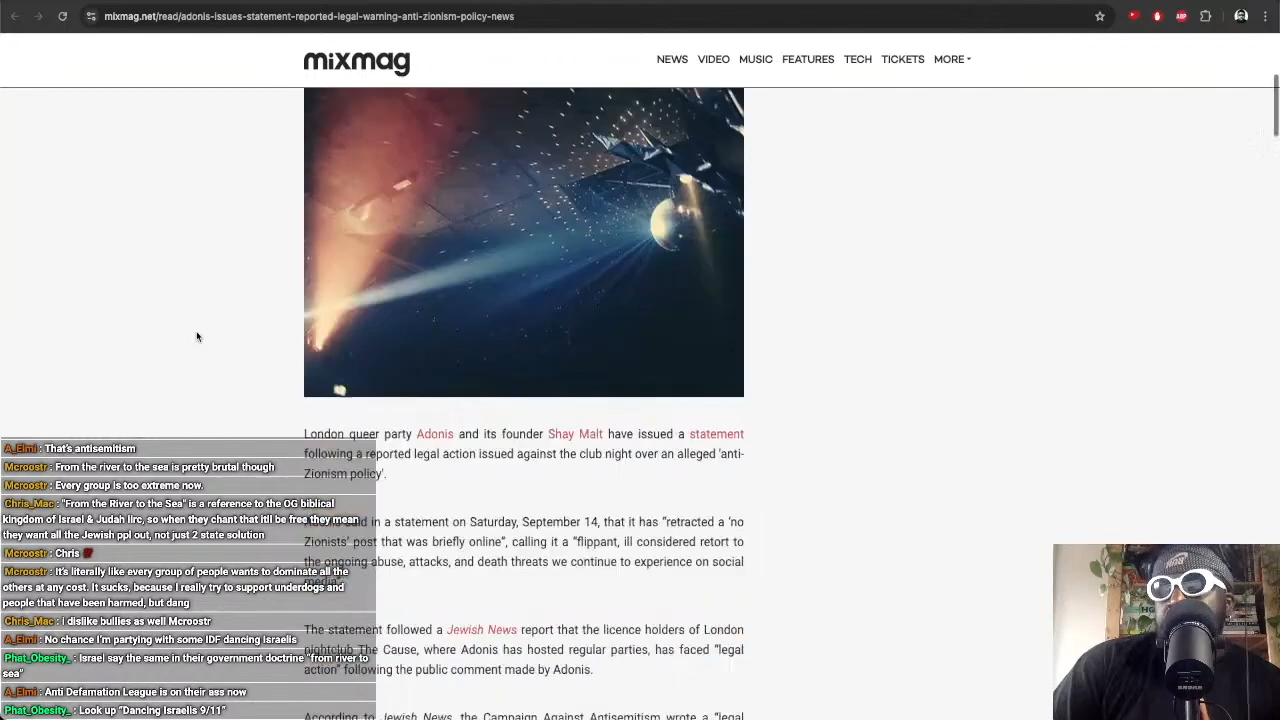 mixmag.net/read/adonis-issues-statement-reported-legal-warning-anti-zionism-policy-news
ABP
mixmag
NEWS VIDEO MUSIC FEATURES TECH TICKETS MORE
London queer party Adonis and its founder Shay Malt have issued a statement
following a reported legal action issued against the club night over an alleged 'anti-
Zionism policy'.
said in a statement on Saturday, September 14, that it has “retracted a ‘no
Zionists’ post that was briefly online”, calling it a “flippant, ill considered retort to
the ongoing abuse, attacks, and death threats we continue to experience on social
media”.
The statement followed a Jewish News report that the licence holders of London
nightclub The Cause, where Adonis has hosted regular parties, has faced “legal
action” following the public comment made by Adonis.
According to Jewish News, the Campaign Against Antisemitism wrote a “legal
A_Elmi : That's antisemitism
Mcroostr : From the river to the sea is pretty brutal though
Mcroostr : Every group is too extreme now.
Chris_Mac : "From the River to the Sea" is a reference to the OG biblical
kingdom of Israel & Judah iirc, so when they chant that itll be free they mean
they want all the Jewish ppl out, not just 2 state solution
Mcroostr : Chris 💯
Mcroostr : It's literally like every group of people wants to dominate all the
others at any cost. It sucks, because I really try to support underdogs and
people that have been harmed, but dang
Chris_Mac : I dislike bullies as well Mcroostr
A_Elmi : No chance I'm partying with some IDF dancing Israelis
Phat_Obesity_ : Israel say the same in their government doctrine “from river to
sea”
A_Elmi : Anti Defamation League is on their ass now
Phat_Obesity_ : Look up “Dancing Israelis 9/11”